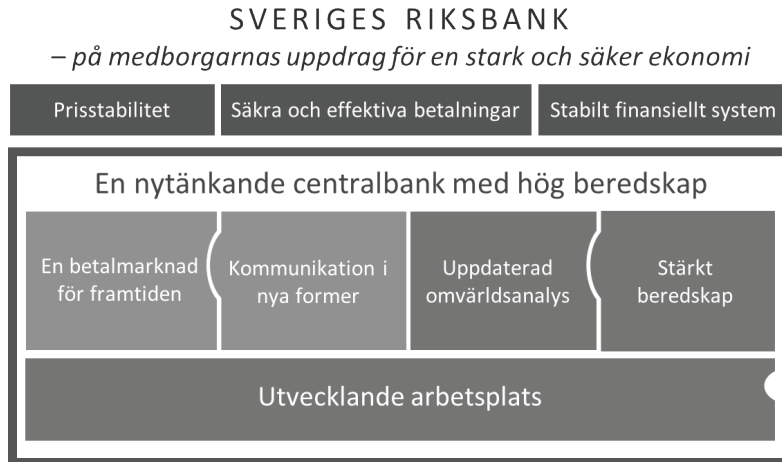 SVERIGES RIKSBANK
– på medborgarnas uppdrag för en stark och säker ekonomi
Prisstabilitet
Säkra och effektiva betalningar
Stabilt finansiellt system
En nytänkande centralbank med hög beredskap
En betalmarknad
för framtiden
Kommunikation i
nya former
Uppdaterad
omvärldsanalys
Stärkt
beredskap
Utvecklande arbetsplats